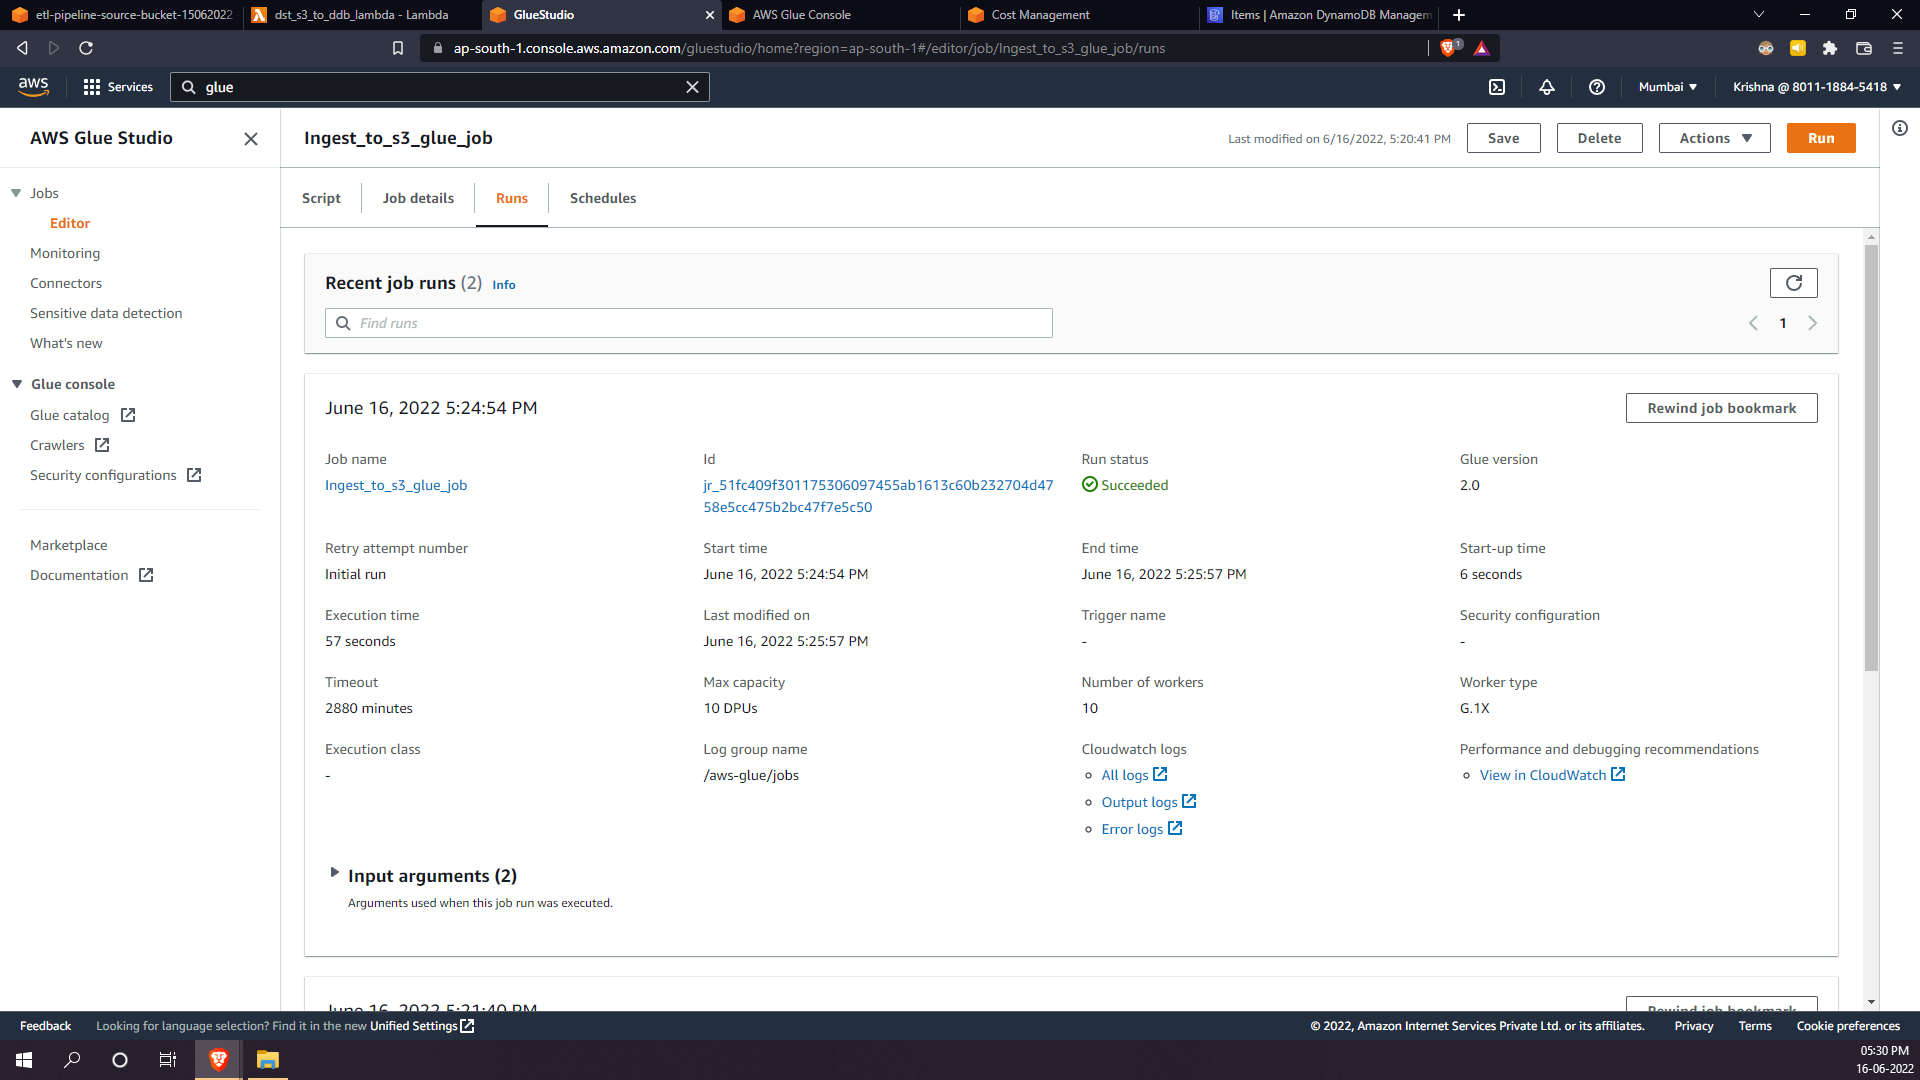 etl-pipeline-source-bucket-15062022
dst_s3_to_ddb_lambda - Lambda
GlueStudio
AWS Glue Console
Cost Management
Items | Amazon DynamoDB Managem
ap-south-1.console.aws.amazon.com/gluestudio/home?region=ap-south-1#/editor/job/Ingest_to_s3_glue_job/runs
1
aws
Services
glue
Mumbai
Krishna @ 8011-1884-5418
AWS Glue Studio
Jobs
Editor
Monitoring
Connectors
Sensitive data detection
What's new
Glue console
Glue catalog
Crawlers
Security configurations
Marketplace
Documentation
Ingest_to_s3_glue_job
Last modified on 6/16/2022, 5:20:41 PM
Save
Delete
Actions
Run
Script
Job details
Runs
Schedules
Recent job runs (2) Info
Find runs
1
June 16, 2022 5:24:54 PM
Rewind job bookmark
Job name
Ingest_to_s3_glue_job
Id
jr_51fc409f301175306097455ab1613c60b232704d47
58e5cc475b2bc47f7e5c50
Run status
Succeeded
Glue version
2.0
Retry attempt number
Initial run
Start time
June 16, 2022 5:24:54 PM
End time
June 16, 2022 5:25:57 PM
Start-up time
6 seconds
Execution time
57 seconds
Last modified on
June 16, 2022 5:25:57 PM
Trigger name
-
Security configuration
-
Timeout
2880 minutes
Max capacity
10 DPUs
Number of workers
10
Worker type
G.1X
Execution class
-
Log group name
/aws-glue/jobs
Cloudwatch logs
All logs
Output logs
Error logs
Performance and debugging recommendations
View in CloudWatch
Input arguments (2)
Arguments used when this job run was executed.
June 16, 2022 5:21:40 PM
Rewind job bookmark
Feedback
Looking for language selection? Find it in the new Unified Settings
© 2022, Amazon Internet Services Private Ltd. or its affiliates.
Privacy
Terms
Cookie preferences
05:30 PM
16-06-2022